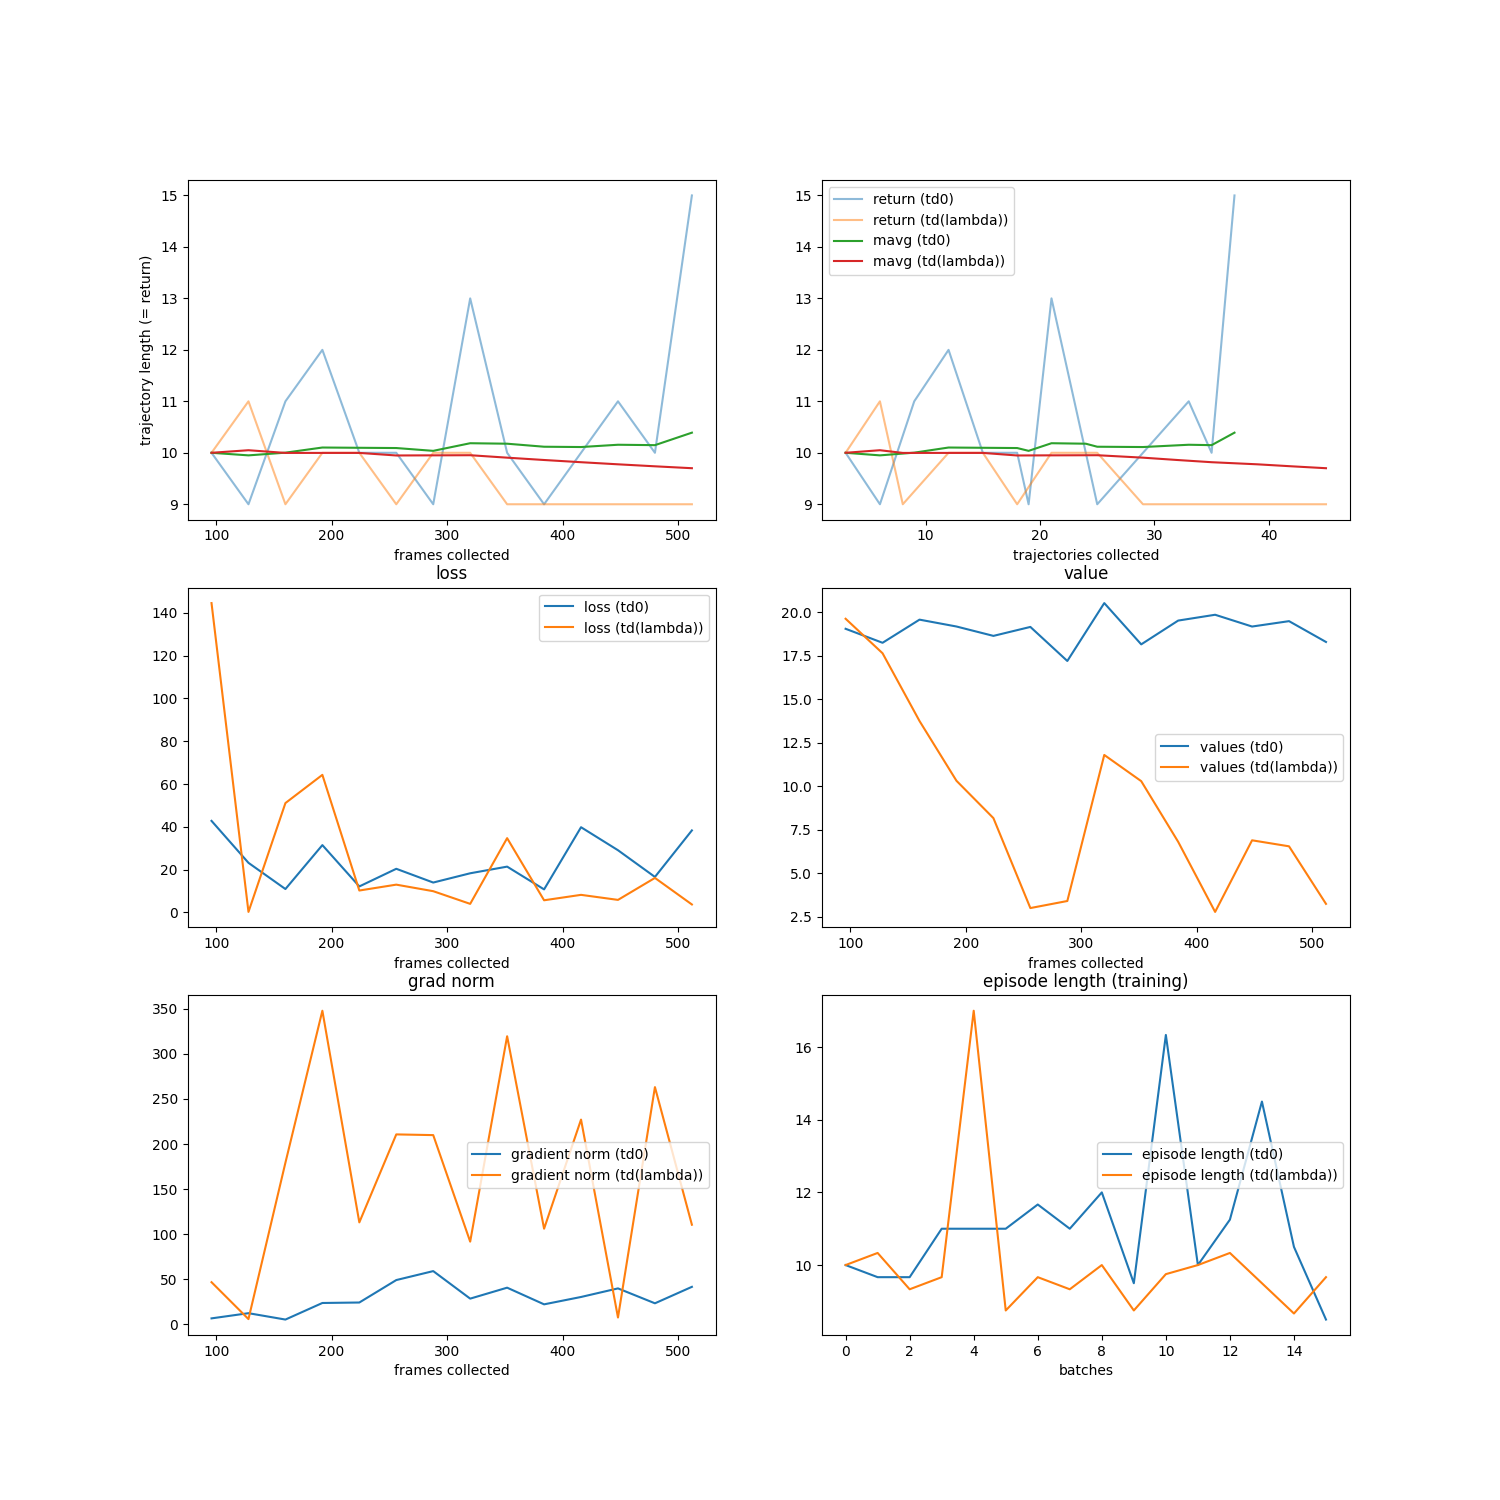 15
14
13
12
11
10
9
trajectory length (= return)
100 200 300 400 500
frames collected
15
14
13
12
11
10
9
return (td0)
return (td(lambda))
mavg (td0)
mavg (td(lambda))
10 20 30 40
trajectories collected
loss
140
120
100
80
60
40
20
0
loss (td0)
loss (td(lambda))
100 200 300 400 500
frames collected
value
20.0
17.5
15.0
12.5
10.0
7.5
5.0
2.5
values (td0)
values (td(lambda))
100 200 300 400 500
frames collected
grad norm
350
300
250
200
150
100
50
0
gradient norm (td0)
gradient norm (td(lambda))
100 200 300 400 500
frames collected
episode length (training)
16
14
12
10
episode length (td0)
episode length (td(lambda))
0 2 4 6 8 10 12 14
batches